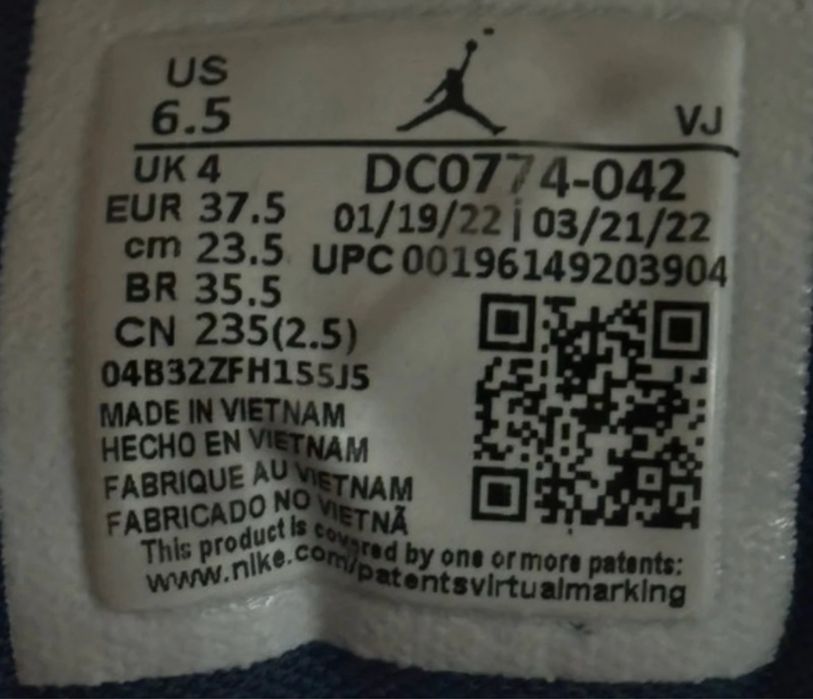 US
6.5
VJ
UK 4
DC0774-042
EUR 37.5
01/19/22 | 03/21/22
cm 23.5
UPC 00196149203904
BR 35.5
CN 235(2.5)
04B32ZFH15SJ5
MADE IN VIETNAM
HECHO EN VIETNAM
FABRIQUE AU VIETNAM
FABRICADO NO VIETNÃ
This product is covered by one or more patents:
www.nike.com/patentsvirtualmarking